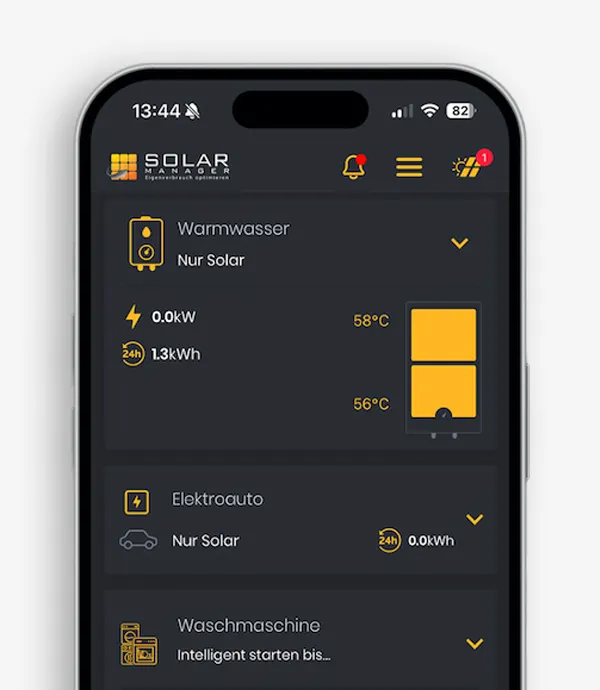 13:44
82
SOLAR
MANAGER
Eigenverbrauch optimieren
1
Warmwasser
Nur Solar
0.0kW
58°C
24h 1.3kWh
56°C
Elektroauto
Nur Solar
24h 0.0kWh
Waschmaschine
Intelligent starten bis...